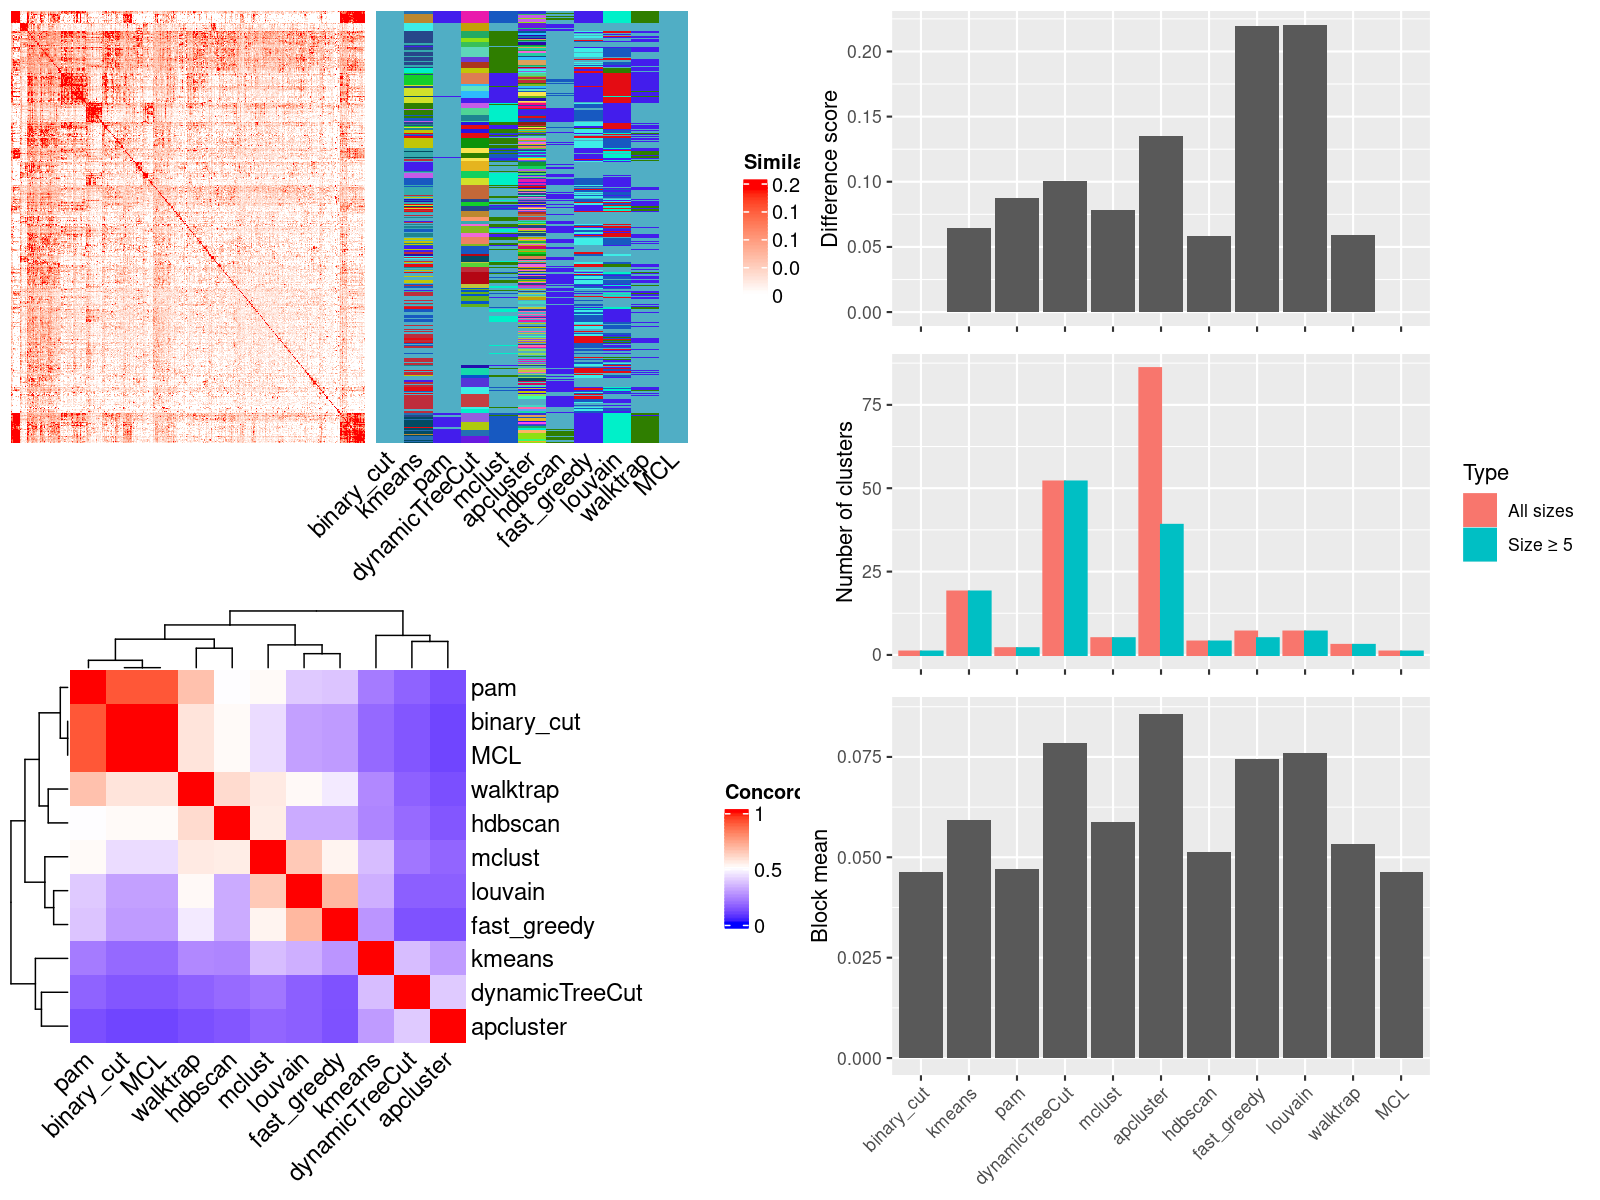 Simila
0.2
0.1
0.1
0.0
0
binary_cut
kmeans
pam
dynamicTreeCut
mclust
apcluster
hdbscan
fast_greedy
louvain
walktrap
MCL
pam
binary_cut
MCL
walktrap
hdbscan
mclust
louvain
fast_greedy
kmeans
dynamicTreeCut
apcluster
pam
binary_cut
MCL
walktrap
hdbscan
mclust
louvain
fast_greedy
kmeans
dynamicTreeCut
apcluster
Concord
1
0.5
0
Difference score
0.20
0.15
0.10
0.05
0.00
Number of clusters
75
50
25
0
Type
All sizes
Size ≥ 5
Block mean
0.075
0.050
0.025
0.000
binary_cut
kmeans
pam
dynamicTreeCut
mclust
apcluster
hdbscan
fast_greedy
louvain
walktrap
MCL